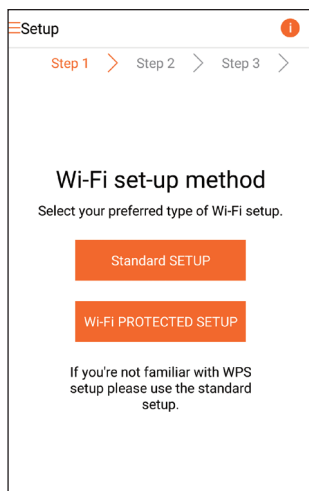 Setup
i
Step 1 Step 2 Step 3
Wi-Fi set-up method
Select your preferred type of Wi-Fi setup.
Standard SETUP
Wi-Fi PROTECTED SETUP
If you're not familiar with WPS
setup please use the standard
setup.